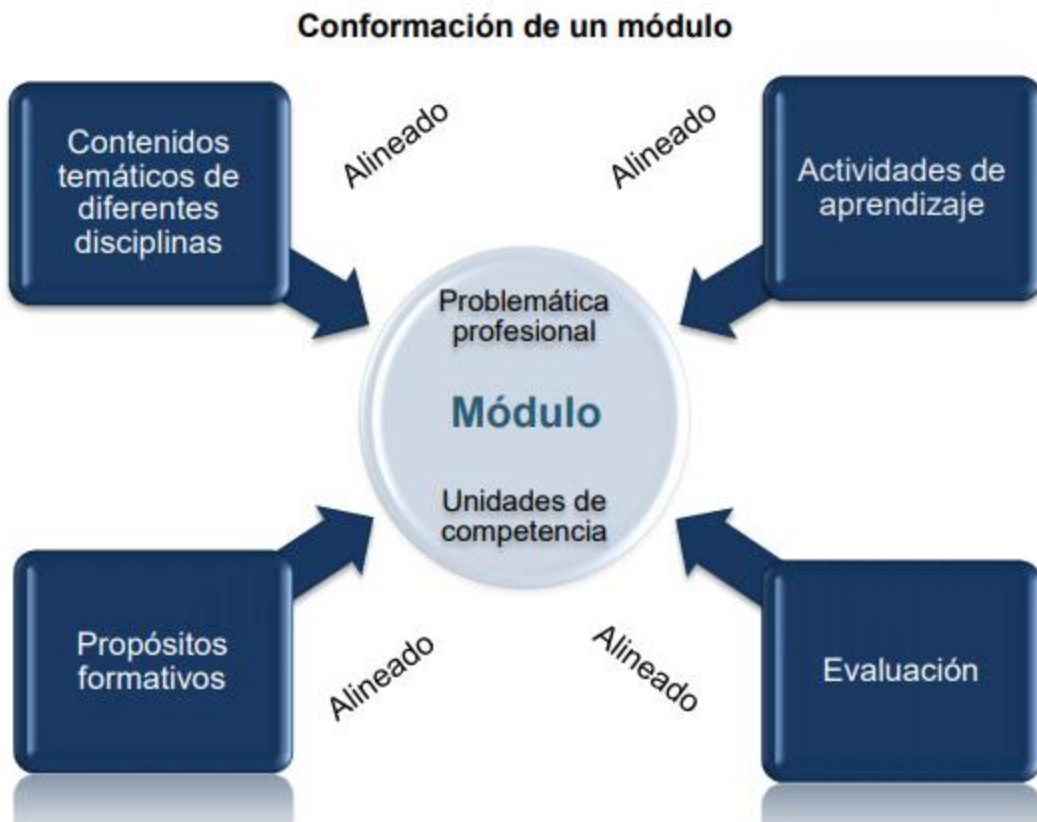 Conformación de un módulo
Contenidos
temáticos de
diferentes
disciplinas
Alineado
Alineado
Actividades de
aprendizaje
Problemática
profesional
Módulo
Unidades de
competencia
Propósitos
formativos
Alineado
Alineado
Evaluación